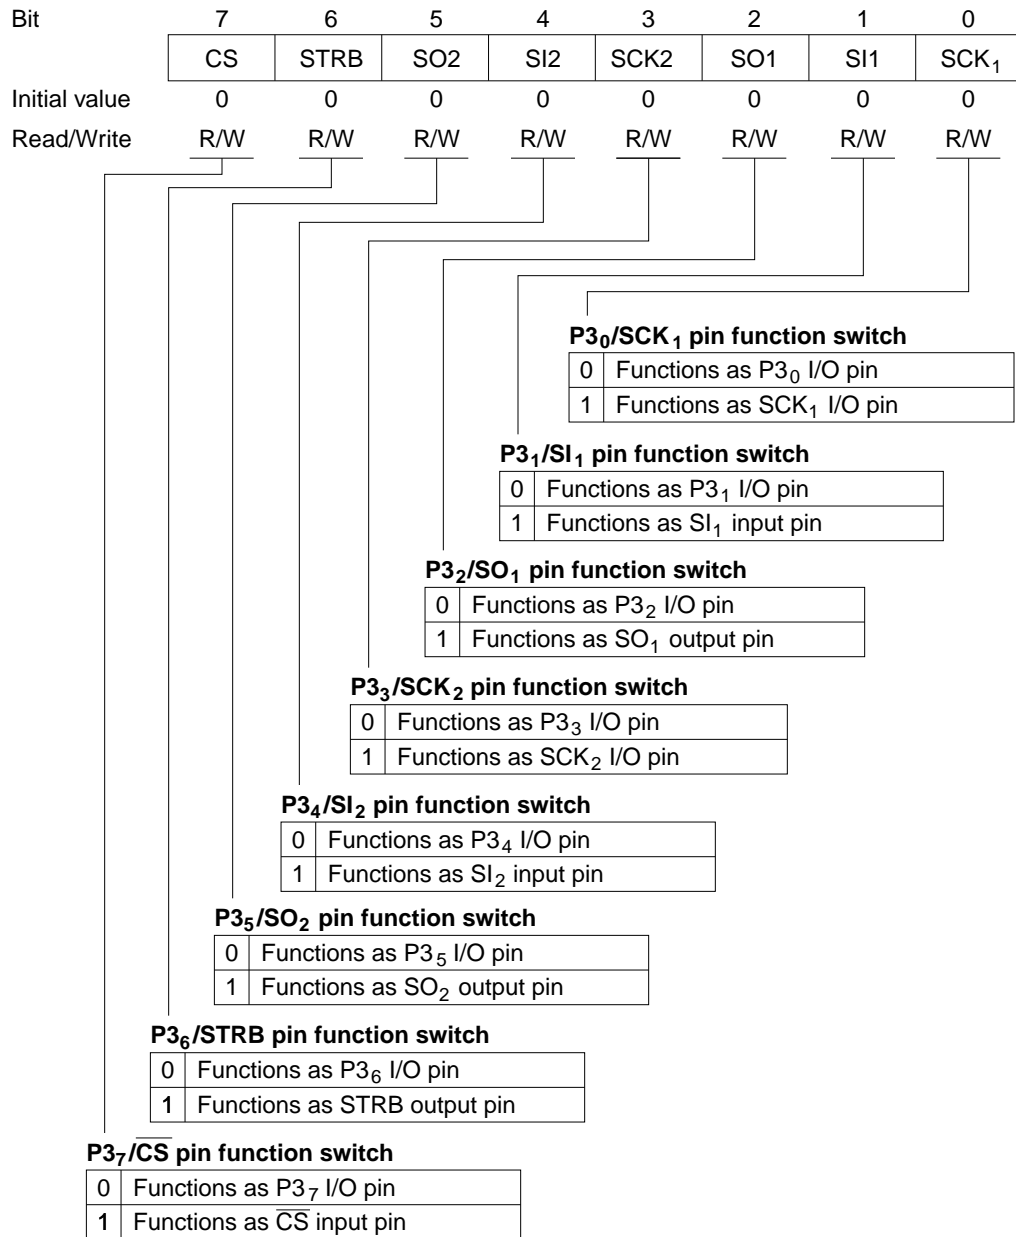 Bit 7 6 5 4 3 2 1 0
CS STRB SO2 SI2 SCK2 SO1 SI1 SCK₁
Initial value 0 0 0 0 0 0 0 0
Read/Write R/W R/W R/W R/W R/W R/W R/W R/W
P3₀/SCK₁ pin function switch
0 Functions as P3₀ I/O pin
1 Functions as SCK₁ I/O pin
P3₁/SI₁ pin function switch
0 Functions as P3₁ I/O pin
1 Functions as SI₁ input pin
P3₂/SO₁ pin function switch
0 Functions as P3₂ I/O pin
1 Functions as SO₁ output pin
P3₃/SCK₂ pin function switch
0 Functions as P3₃ I/O pin
1 Functions as SCK₂ I/O pin
P3₄/SI₂ pin function switch
0 Functions as P3₄ I/O pin
1 Functions as SI₂ input pin
P3₅/SO₂ pin function switch
0 Functions as P3₅ I/O pin
1 Functions as SO₂ output pin
P3₆/STRB pin function switch
0 Functions as P3₆ I/O pin
1 Functions as STRB output pin
P3₇/C̅S̅ pin function switch
0 Functions as P3₇ I/O pin
1 Functions as C̅S̅ input pin